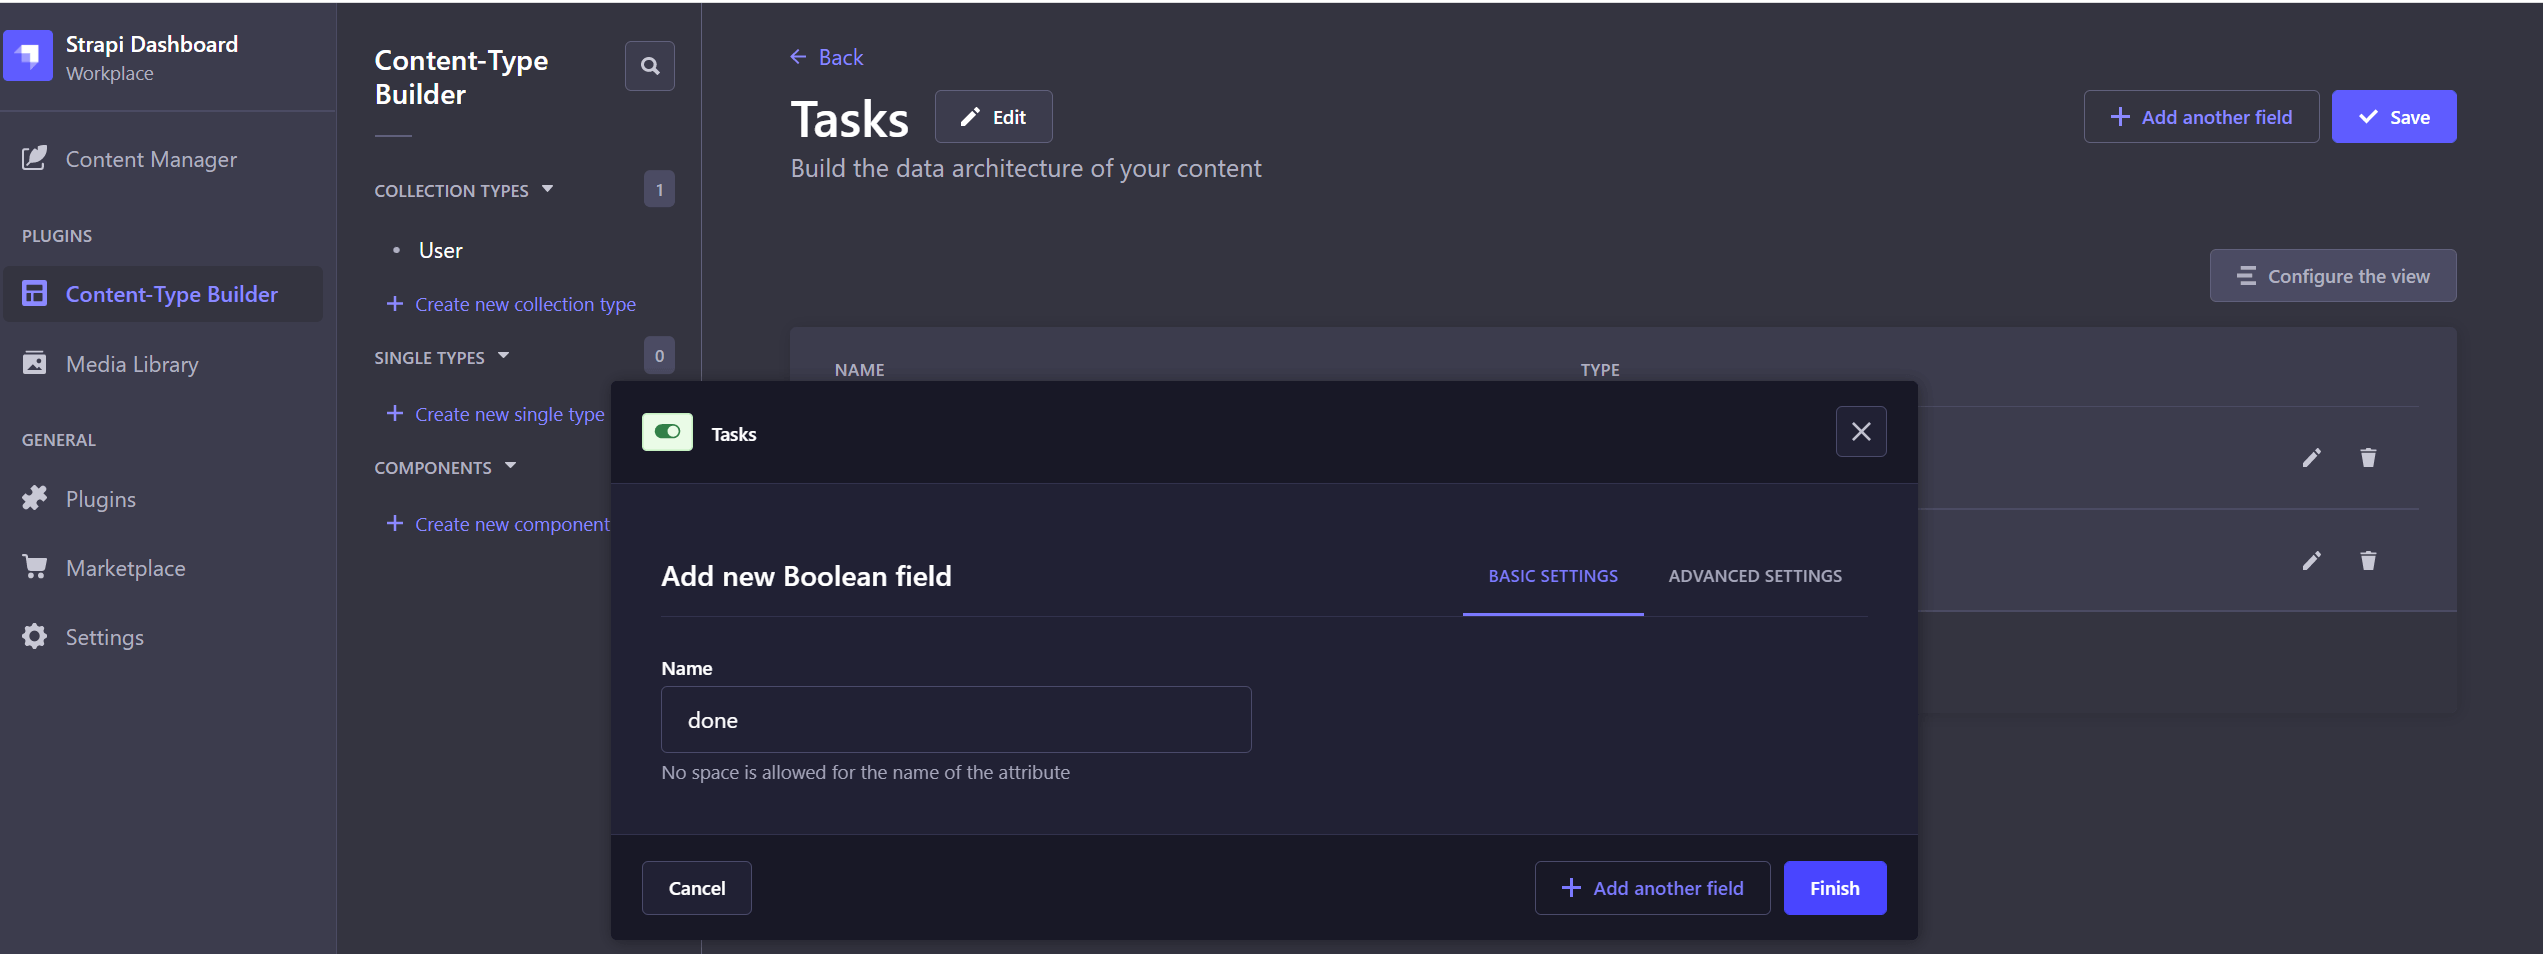 Strapi Dashboard
Workplace
Content Manager
PLUGINS
Content-Type Builder
Media Library
GENERAL
Plugins
Marketplace
Settings
Content-Type
Builder
COLLECTION TYPES
1
User
Create new collection type
SINGLE TYPES
0
Create new single type
COMPONENTS
Create new component
Back
Tasks
Edit
Add another field
Save
Build the data architecture of your content
Configure the view
NAME
TYPE
Tasks
Add new Boolean field
BASIC SETTINGS
ADVANCED SETTINGS
Name
done
No space is allowed for the name of the attribute
Cancel
Add another field
Finish